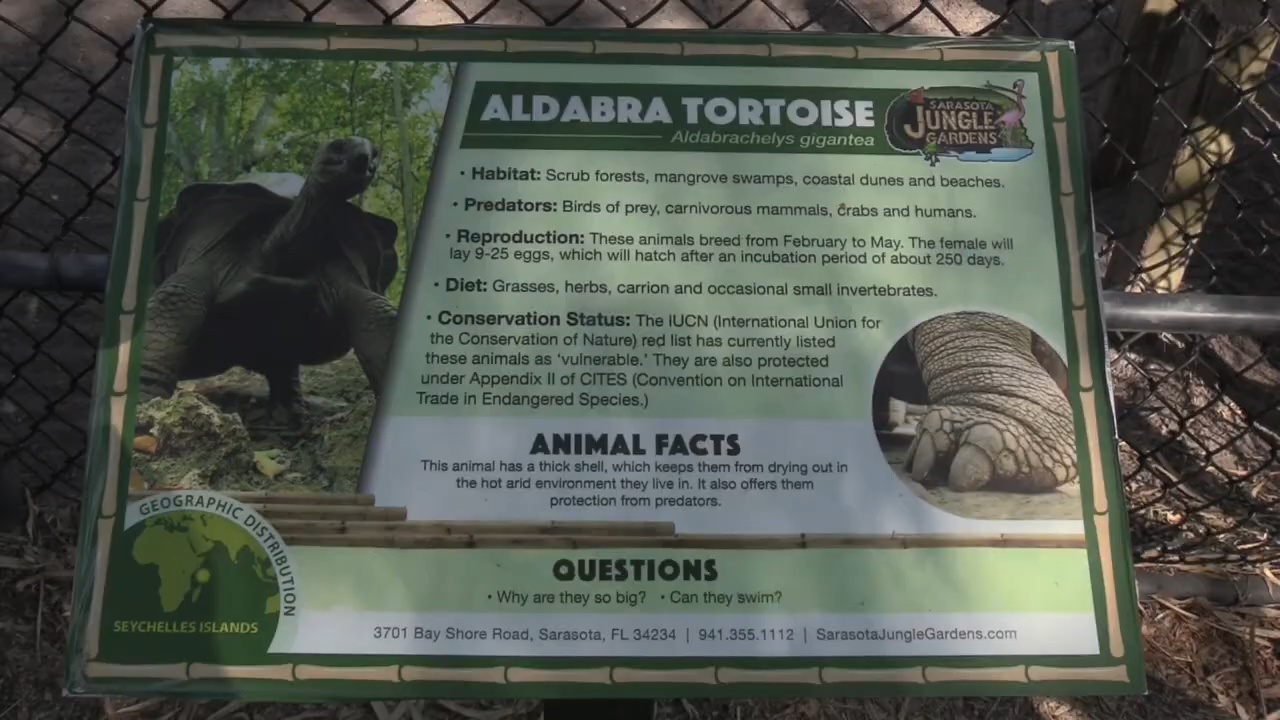 ALDABRA TORTOISE
Aldabrachelys gigantea
SARASOTA
JUNGLE
GARDENS
• Habitat: Scrub forests, mangrove swamps, coastal dunes and beaches.
• Predators: Birds of prey, carnivorous mammals, crabs and humans.
• Reproduction: These animals breed from February to May. The female will
lay 9-25 eggs, which will hatch after an incubation period of about 250 days.
• Diet: Grasses, herbs, carrion and occasional small invertebrates.
• Conservation Status: The IUCN (International Union for
the Conservation of Nature) red list has currently listed
these animals as ‘vulnerable.’ They are also protected
under Appendix II of CITES (Convention on International
Trade in Endangered Species.)
ANIMAL FACTS
This animal has a thick shell, which keeps them from drying out in
the hot arid environment they live in. It also offers them
protection from predators.
GEOGRAPHIC DISTRIBUTION
SEYCHELLES ISLANDS
QUESTIONS
• Why are they so big? • Can they swim?
3701 Bay Shore Road, Sarasota, FL 34234 | 941.355.1112 | SarasotaJungleGardens.com